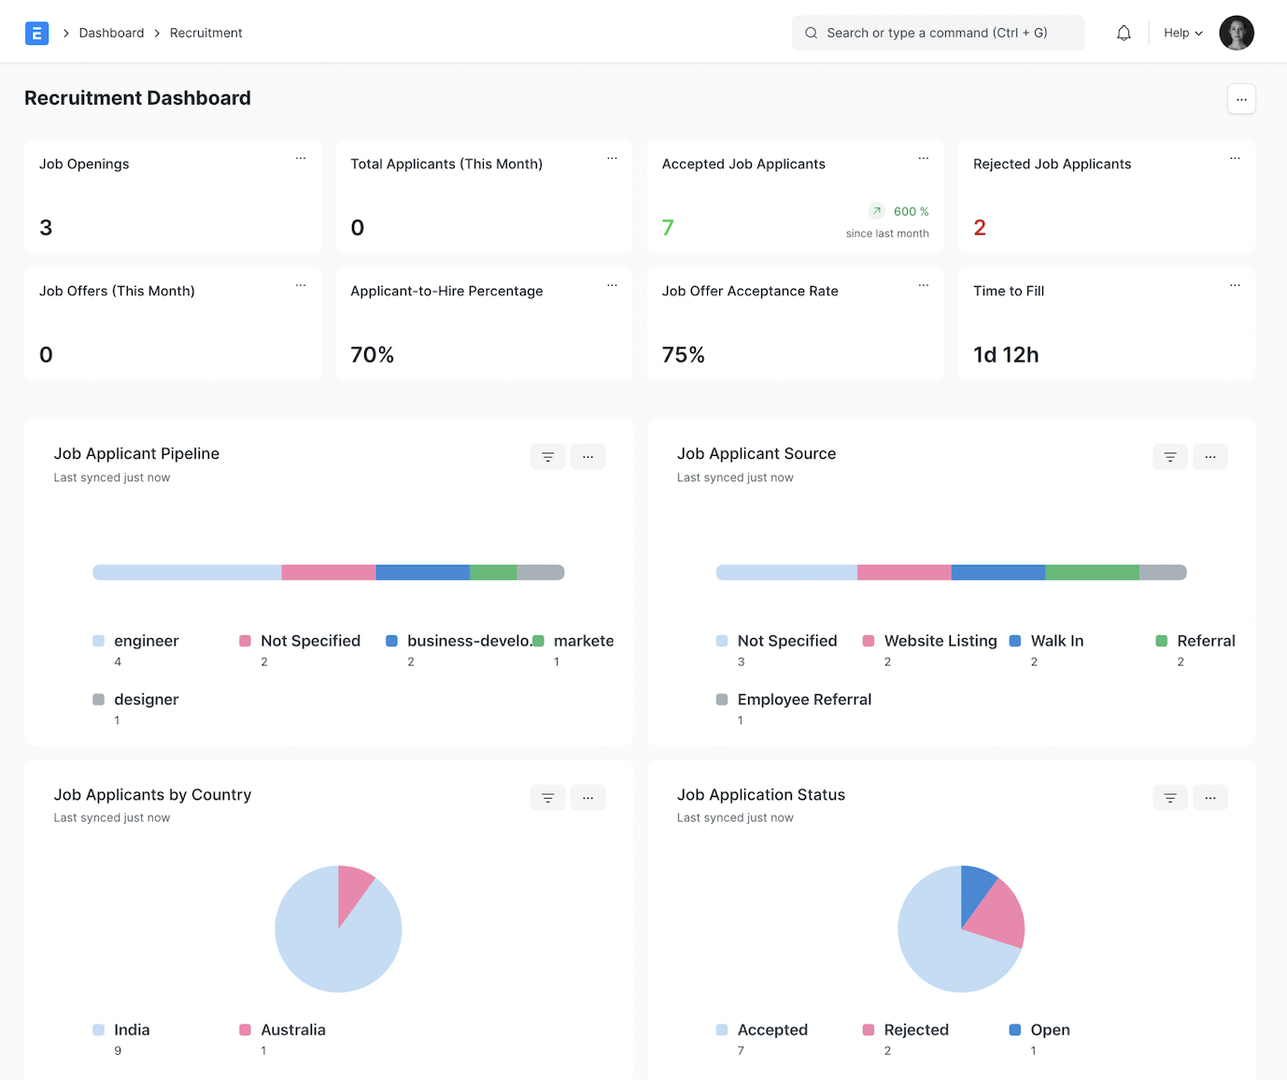 E > Dashboard > Recruitment
Search or type a command (Ctrl + G)
Help
Recruitment Dashboard
...
Job Openings ...
3
Total Applicants (This Month) ...
0
Accepted Job Applicants ...
7
600 %
since last month
Rejected Job Applicants ...
2
Job Offers (This Month) ...
0
Applicant-to-Hire Percentage ...
70%
Job Offer Acceptance Rate ...
75%
Time to Fill ...
1d 12h
Job Applicant Pipeline
...
Last synced just now
engineer
4
Not Specified
2
business-develo...
2
markete
1
designer
1
Job Applicant Source
...
Last synced just now
Not Specified
3
Website Listing
2
Walk In
2
Referral
2
Employee Referral
1
Job Applicants by Country
...
Last synced just now
India
9
Australia
1
Job Application Status
...
Last synced just now
Accepted
7
Rejected
2
Open
1